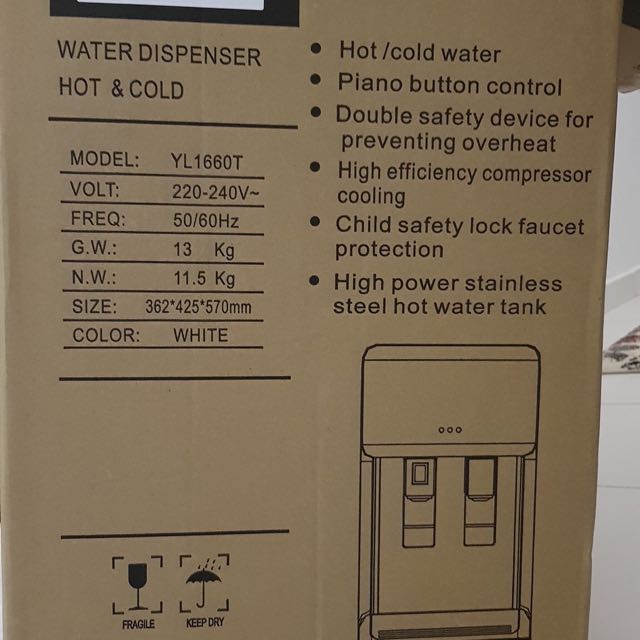 WATER DISPENSER
HOT & COLD
MODEL: YL1660T
VOLT: 220-240V~
FREQ: 50/60Hz
G.W.: 13 Kg
N.W.: 11.5 Kg
SIZE: 362*425*570mm
COLOR: WHITE
• Hot /cold water
• Piano button control
• Double safety device for
preventing overheat
• High efficiency compressor
cooling
• Child safety lock faucet
protection
• High power stainless
steel hot water tank
FRAGILE
KEEP DRY